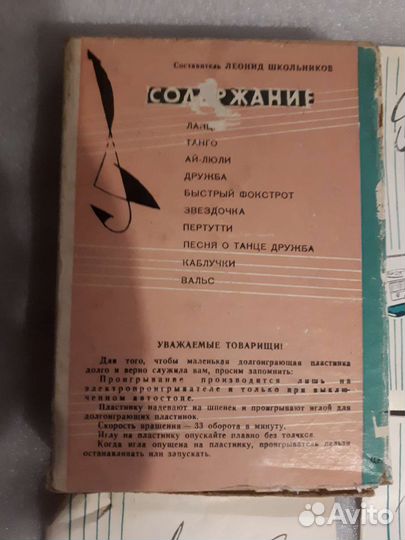 Составитель ЛЕОНИД ШКОЛЬНИКОВ
СОДЕРЖАНИЕ
ТАНГО
АЙ-ЛЮЛИ
ДРУЖБА
БЫСТРЫЙ ФОКСТРОТ
ЗВЕЗДОЧКА
ПЕРТУТТИ
ПЕСНЯ О ТАНЦЕ ДРУЖБА
КАБЛУЧКИ
ВАЛЬС
УВАЖАЕМЫЕ ТОВАРИЩИ!
Для того, чтобы маленькая долгоиграющая пластинка
долго и верно служила вам, просим запомнить:
Проигрывание производится лишь на
электропроигрывателе и только при выклю-
ченном автостопе.
Пластинку надевают на шпенек и проигрывают иглой для
долгоиграющих пластинок.
Скорость вращения — 33 оборота в минуту.
Иглу на пластинку опускайте плавно без толчков.
Когда игла опущена на пластинку, проигрыватель нельзя
останавливать или запускать.
Avito